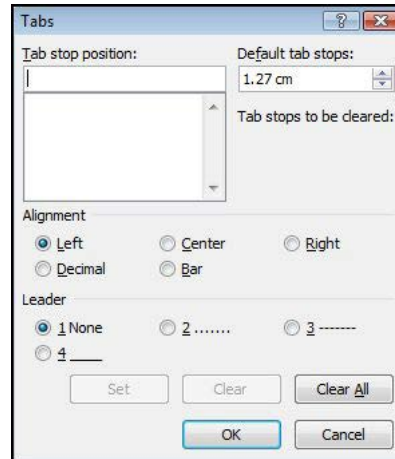 Tabs
Tab stop position: Default tab stops:
1.27 cm
Tab stops to be cleared:
Alignment
Left Center Right
Decimal Bar
Leader
1 None 2 ....... 3 -------
4 ____
Set Clear Clear All
OK Cancel